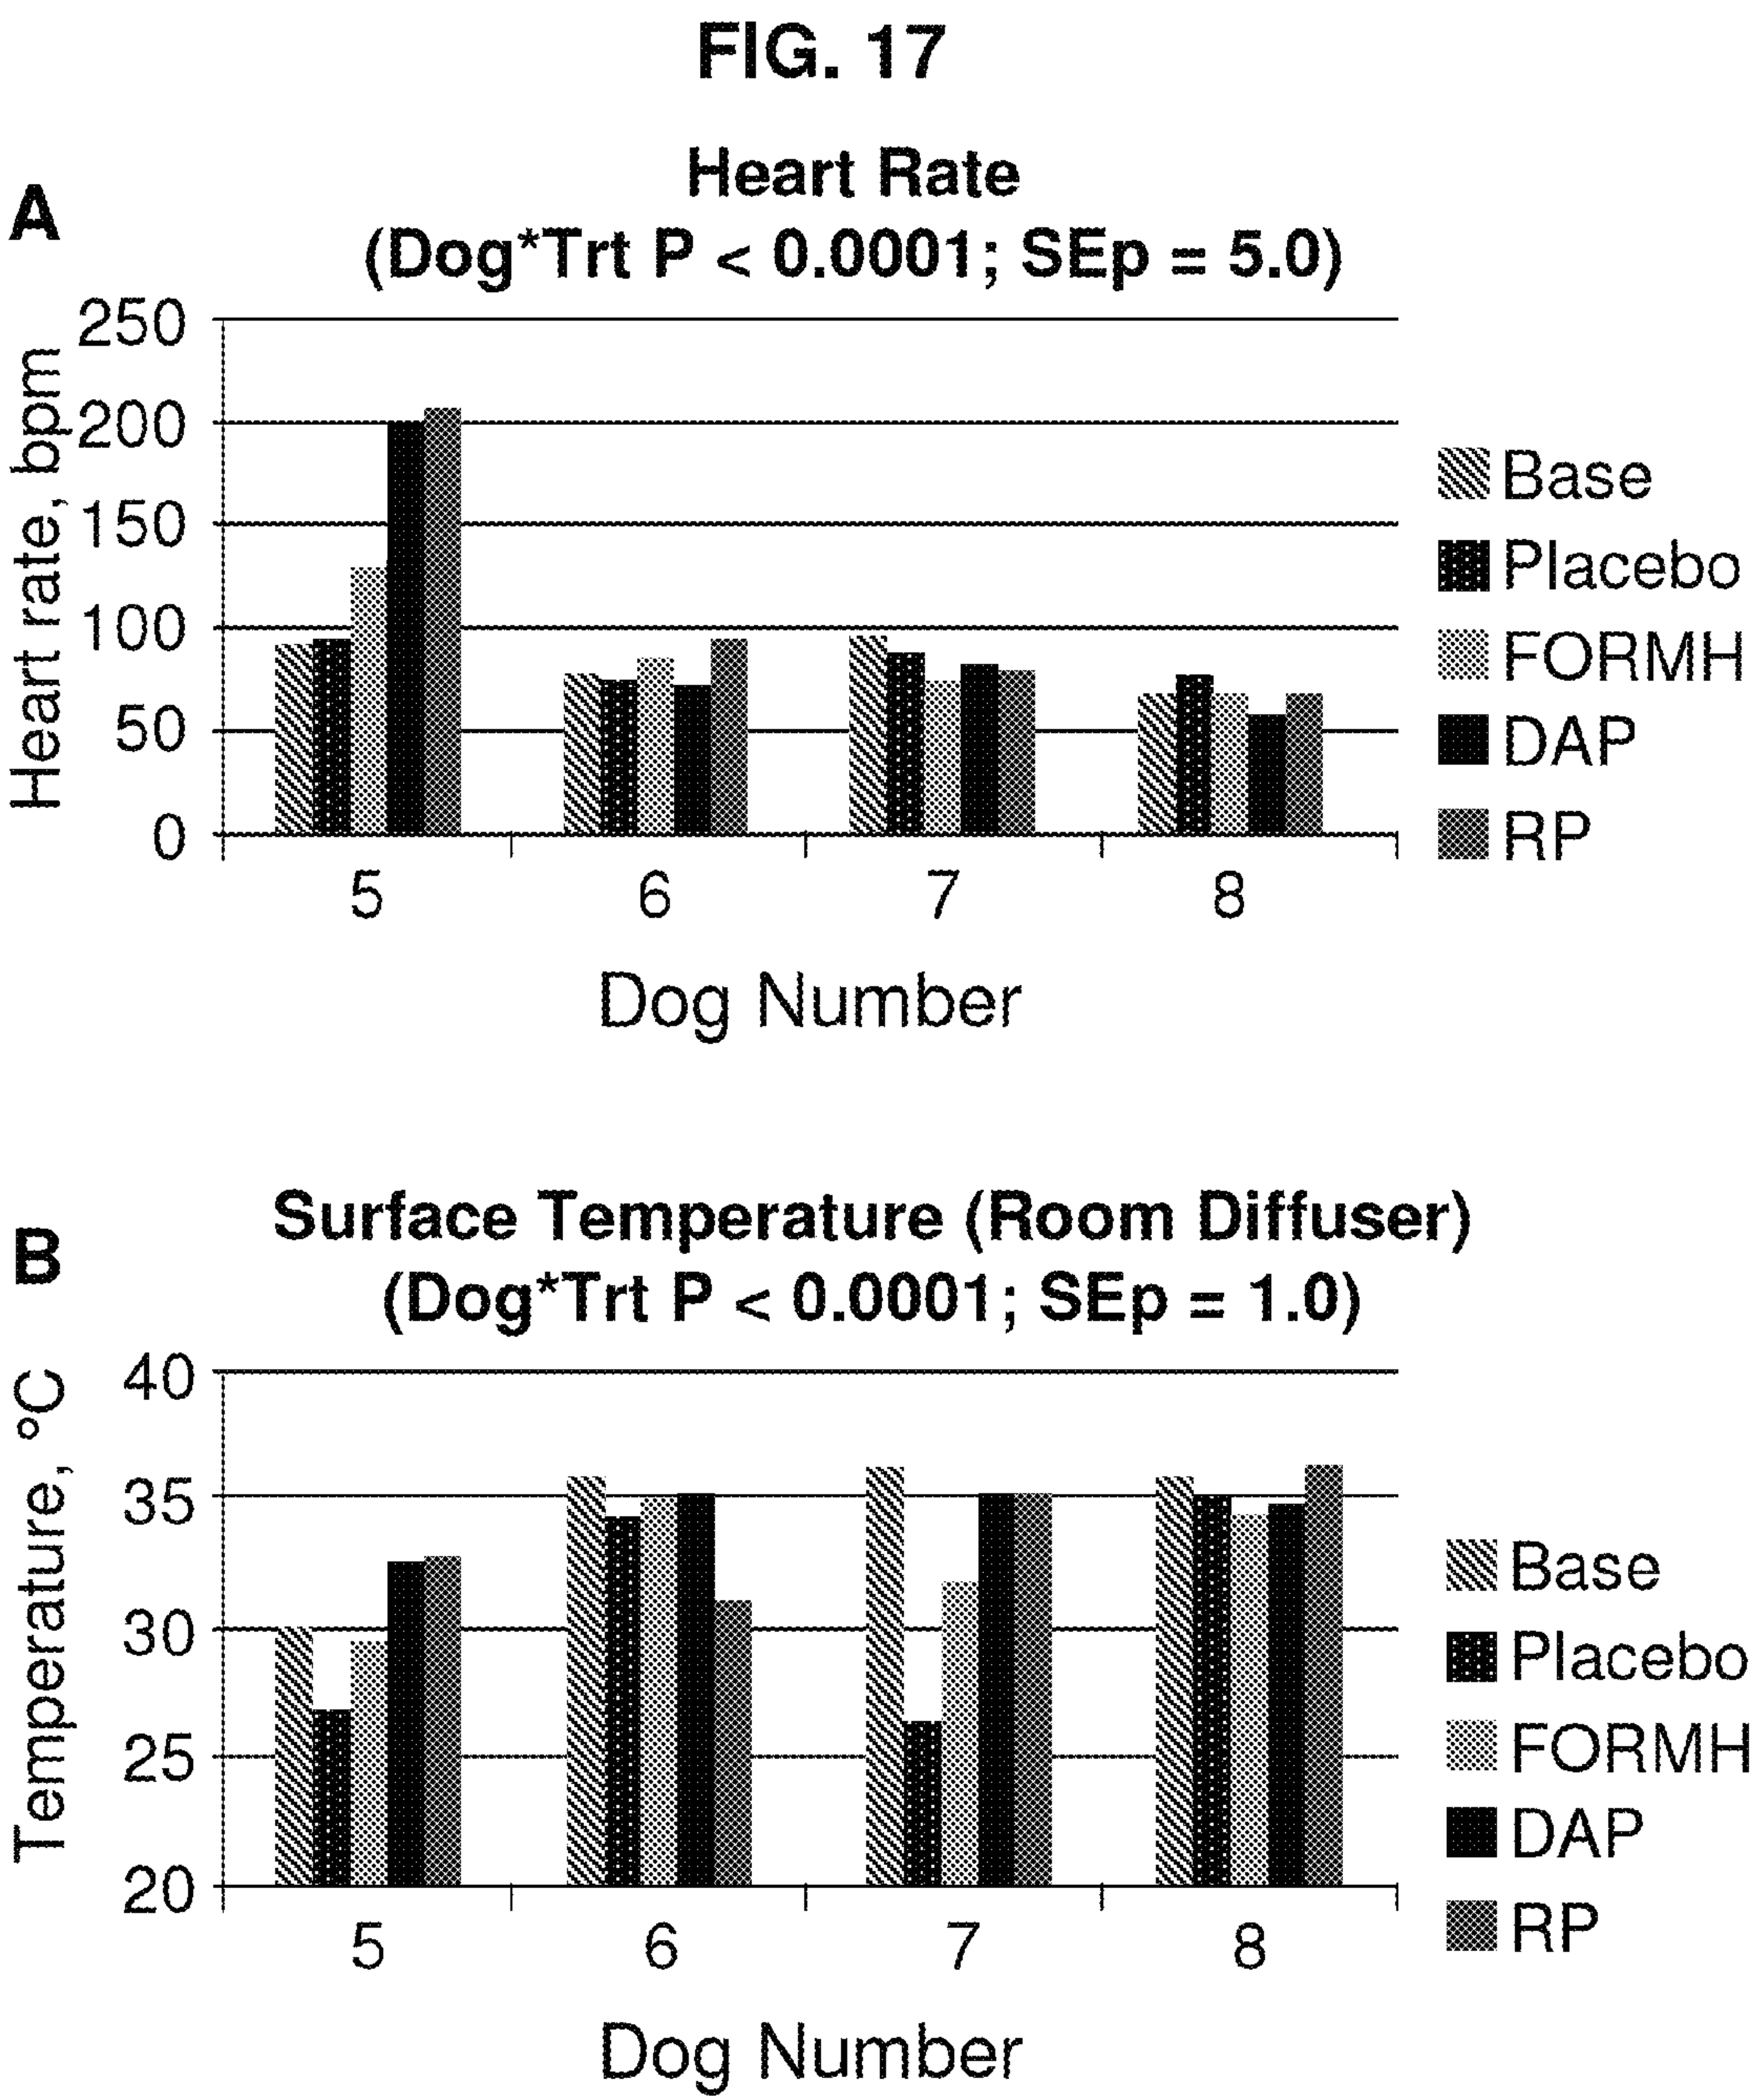 FIG. 17
A
Heart Rate
(Dog*Trt P < 0.0001; SEp = 5.0)
Heart rate, bpm
250
200
150
100
50
0
5 6 7 8
Dog Number
Base
Placebo
FORMH
DAP
RP
B
Surface Temperature (Room Diffuser)
(Dog*Trt P < 0.0001; SEp = 1.0)
Temperature, °C
40
35
30
25
20
5 6 7 8
Dog Number
Base
Placebo
FORMH
DAP
RP